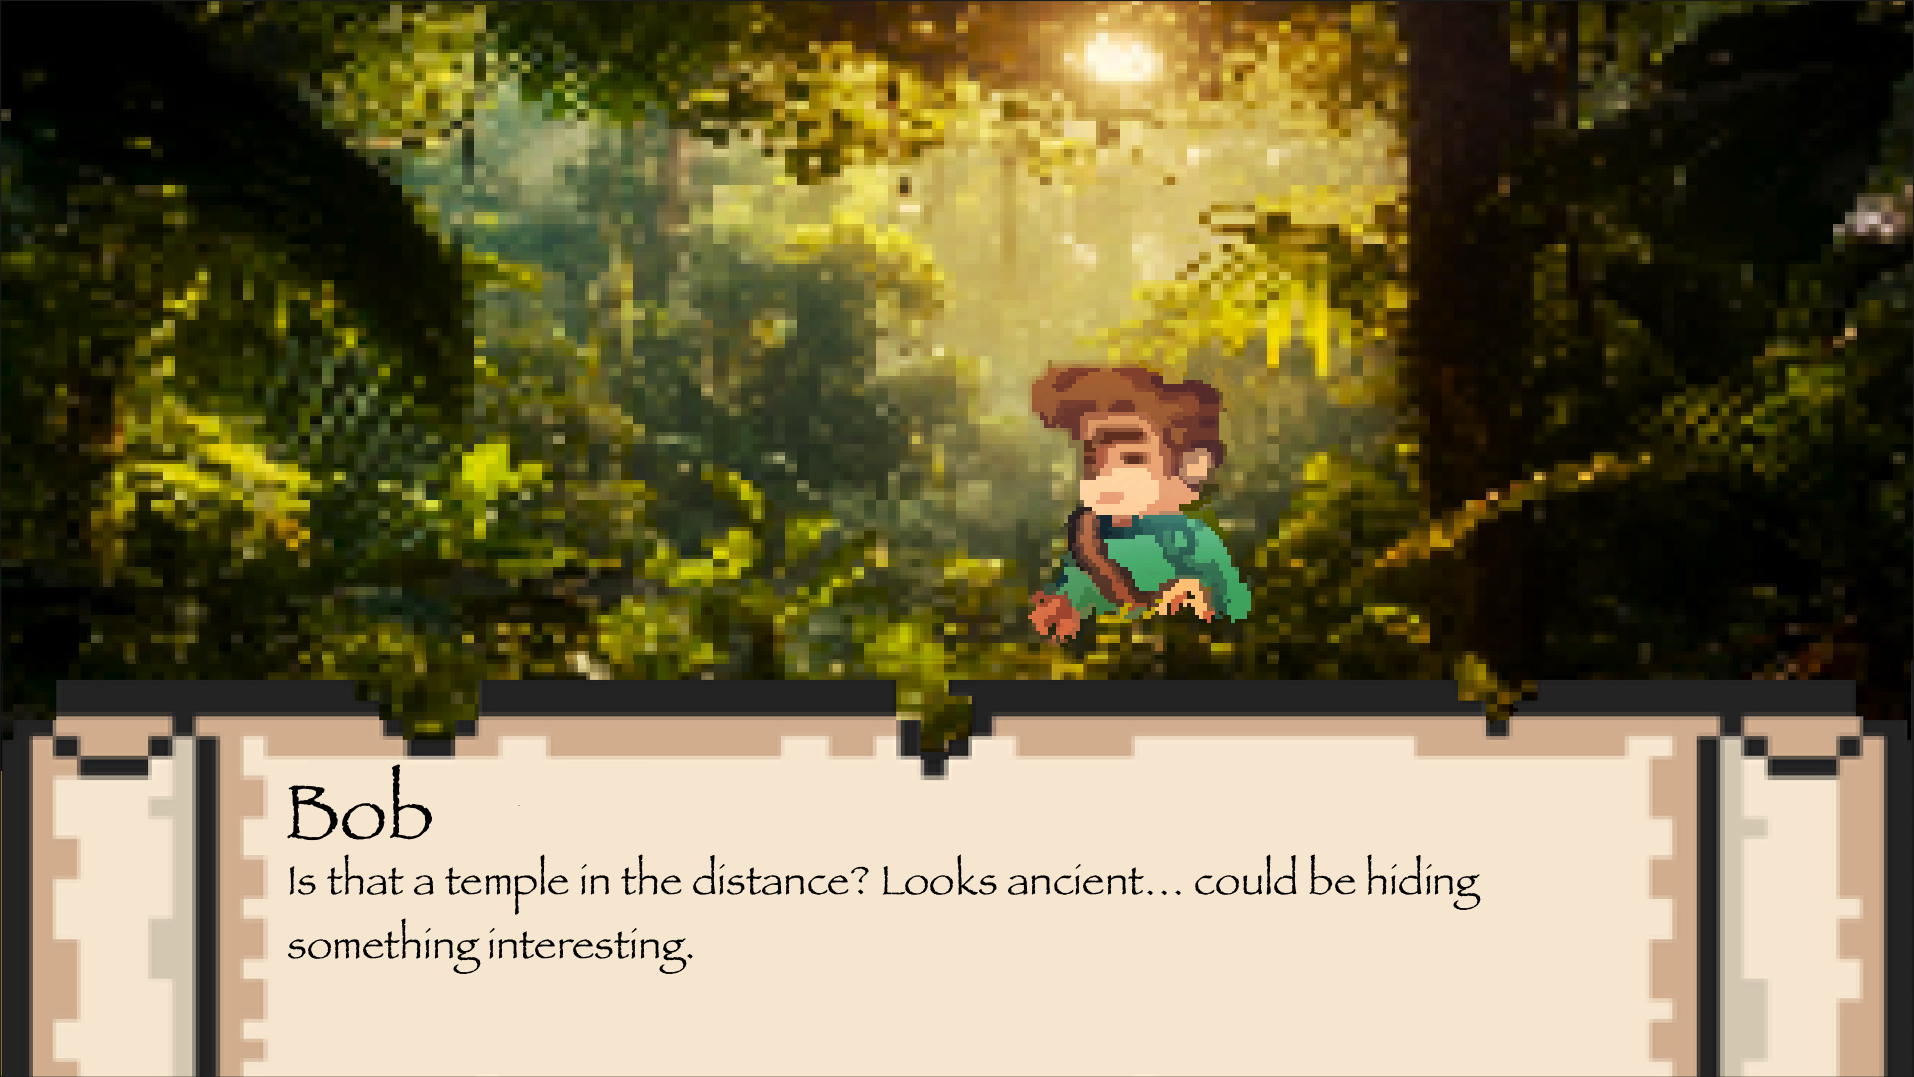 Bob
Is that a temple in the distance? Looks ancient... could be hiding
something interesting.